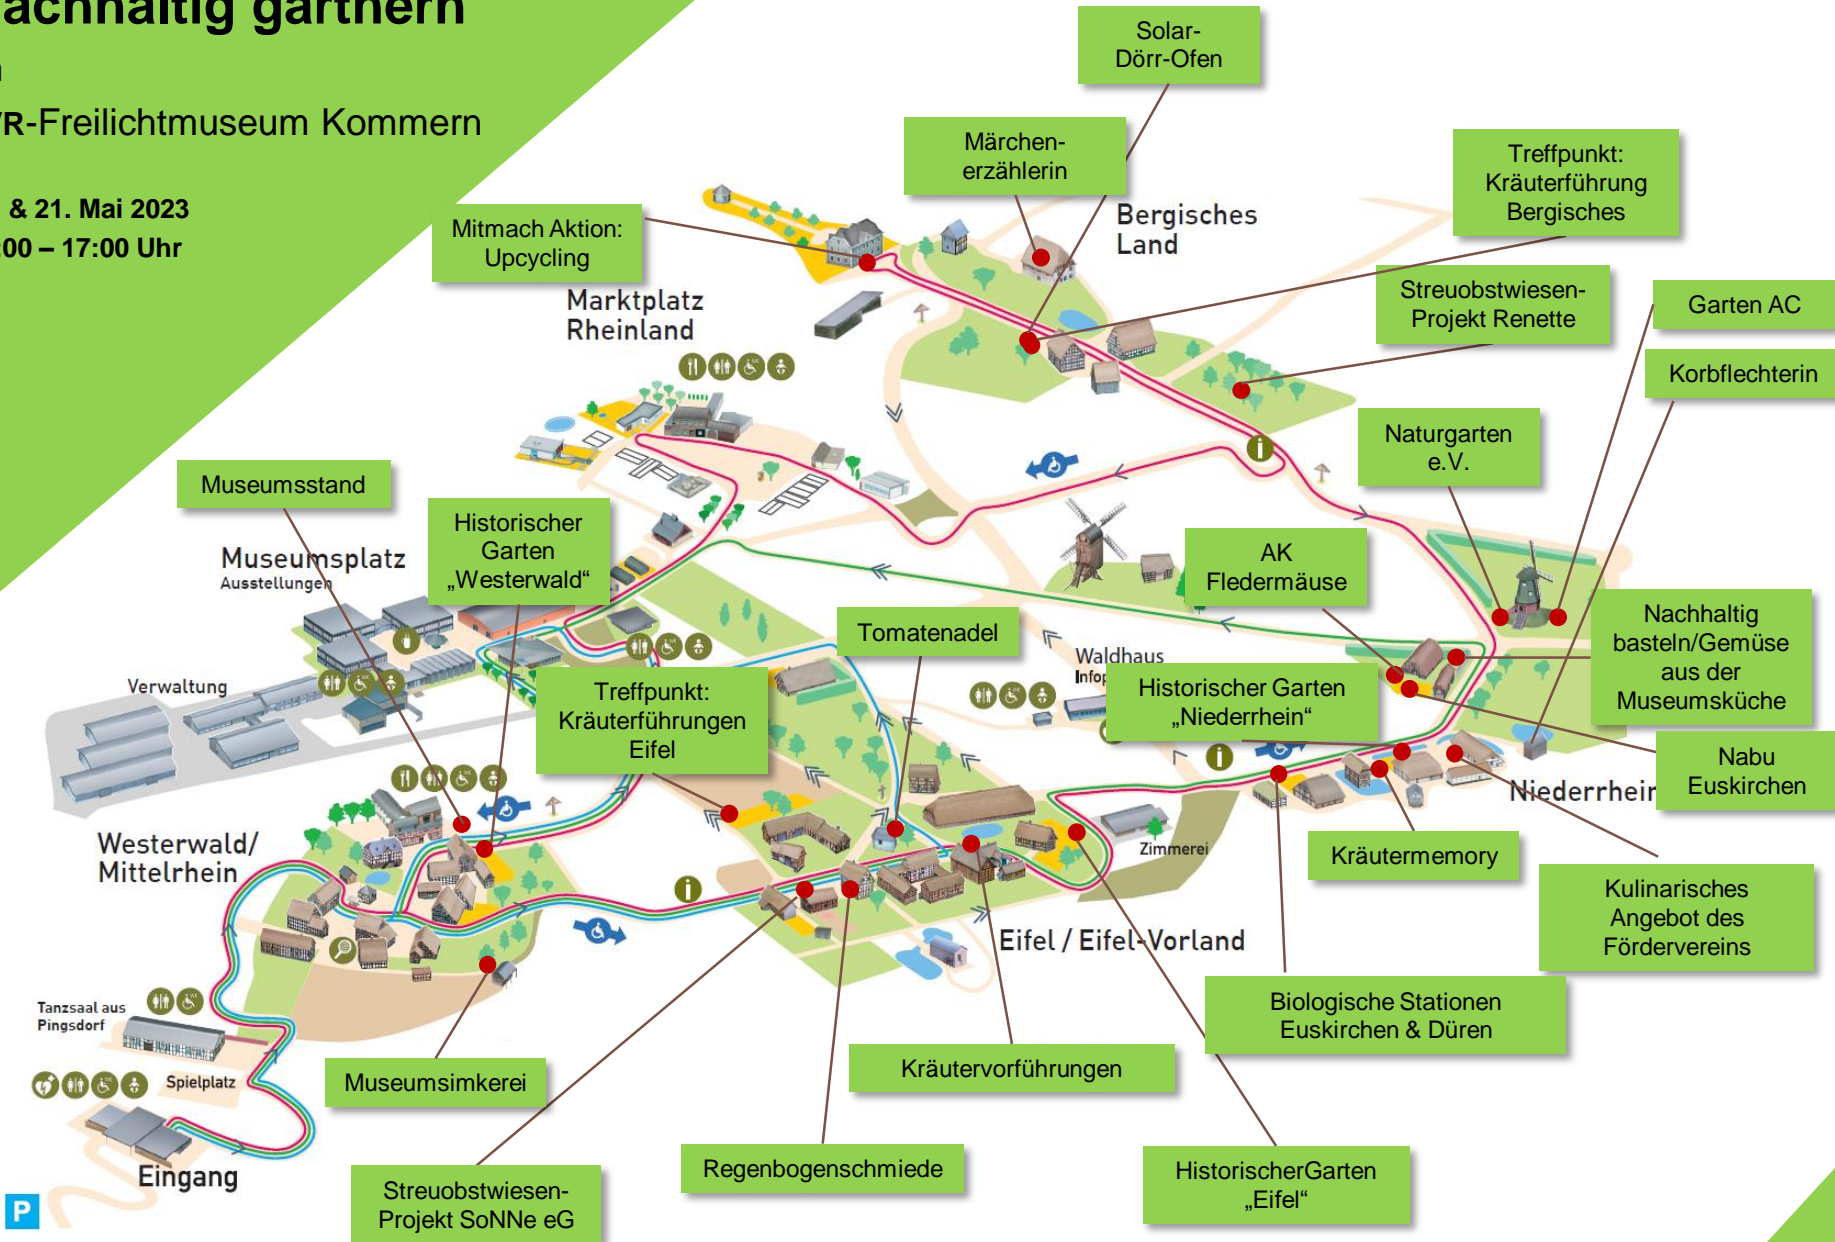 achhaltig gärtnern
R-Freilichtmuseum Kommern
& 21. Mai 2023
:00 – 17:00 Uhr
Solar-
Dörr-Ofen
Märchen-
erzählerin
Treffpunkt:
Kräuterführung
Bergisches
Mitmach Aktion:
Upcycling
Bergisches
Land
Streuobstwiesen-
Projekt Renette
Garten AC
Marktplatz
Rheinland
Korbflechterin
Naturgarten
e.V.
Museumsstand
Historischer
Garten
„Westerwald“
Museumsplatz
Ausstellungen
AK
Fledermäuse
Nachhaltig
basteln/Gemüse
aus der
Museumsküche
Tomatenadel
Waldhaus
Infop
Verwaltung
Treffpunkt:
Kräuterführungen
Eifel
Historischer Garten
„Niederrhein“
Nabu
Euskirchen
Niederrhein
Westerwald/
Mittelrhein
Zimmerei
Kräutermemory
Kulinarisches
Angebot des
Fördervereins
Eifel / Eifel-Vorland
Biologische Stationen
Euskirchen & Düren
Tanzsaal aus
Pingsdorf
Spielplatz
Museumsimkerei
Kräutervorführungen
Eingang
Regenbogenschmiede
HistorischerGarten
„Eifel“
Streuobstwiesen-
Projekt SoNNe eG
P